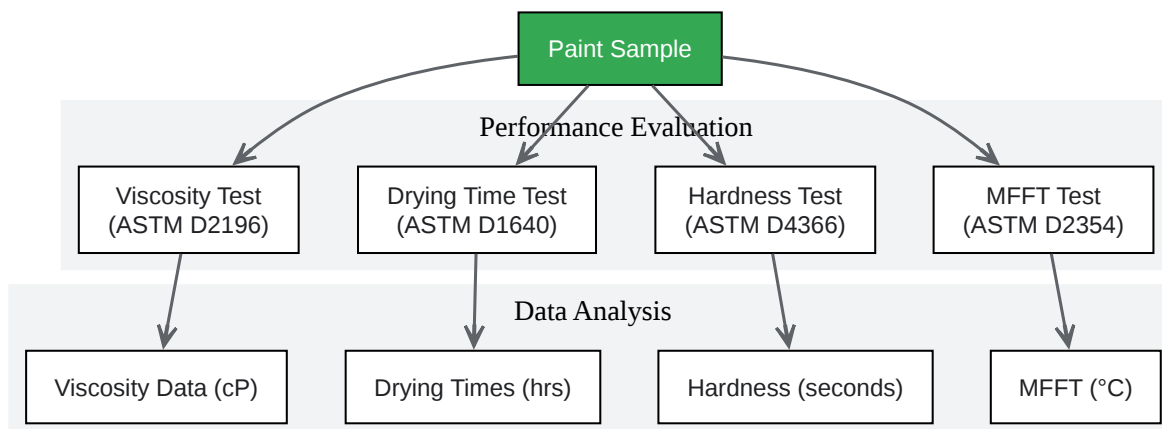 Paint Sample
Performance Evaluation
Viscosity Test
(ASTM D2196)
Drying Time Test
(ASTM D1640)
Hardness Test
(ASTM D4366)
MFFT Test
(ASTM D2354)
Data Analysis
Viscosity Data (cP)
Drying Times (hrs)
Hardness (seconds)
MFFT (°C)